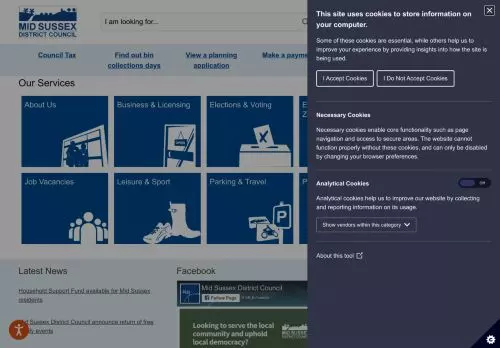 MID SUSSEX
DISTRICT COUNCIL
I am looking for...
Council Tax
Find out bin
collections days
View a planning
application
Make a payme
Our Services
About Us
Business & Licensing
Elections & Voting
Job Vacancies
Leisure & Sport
Parking & Travel
Latest News
Household Support Fund available for Mid Sussex
residents
Mid Sussex District Council announce return of free
events
Facebook
Mid Sussex District Council
Follow Page
Looking to serve the local
community and uphold
local democracy?
This site uses cookies to store information on
your computer.
Some of these cookies are essential, while others help us to
improve your experience by providing insights into how the site is
being used.
I Accept Cookies
I Do Not Accept Cookies
Necessary Cookies
Necessary cookies enable core functionality such as page
navigation and access to secure areas. The website cannot
function properly without these cookies, and can only be disabled
by changing your browser preferences.
Analytical Cookies
Off
Analytical cookies help us to improve our website by collecting
and reporting information on its usage.
Show vendors within this category
About this tool